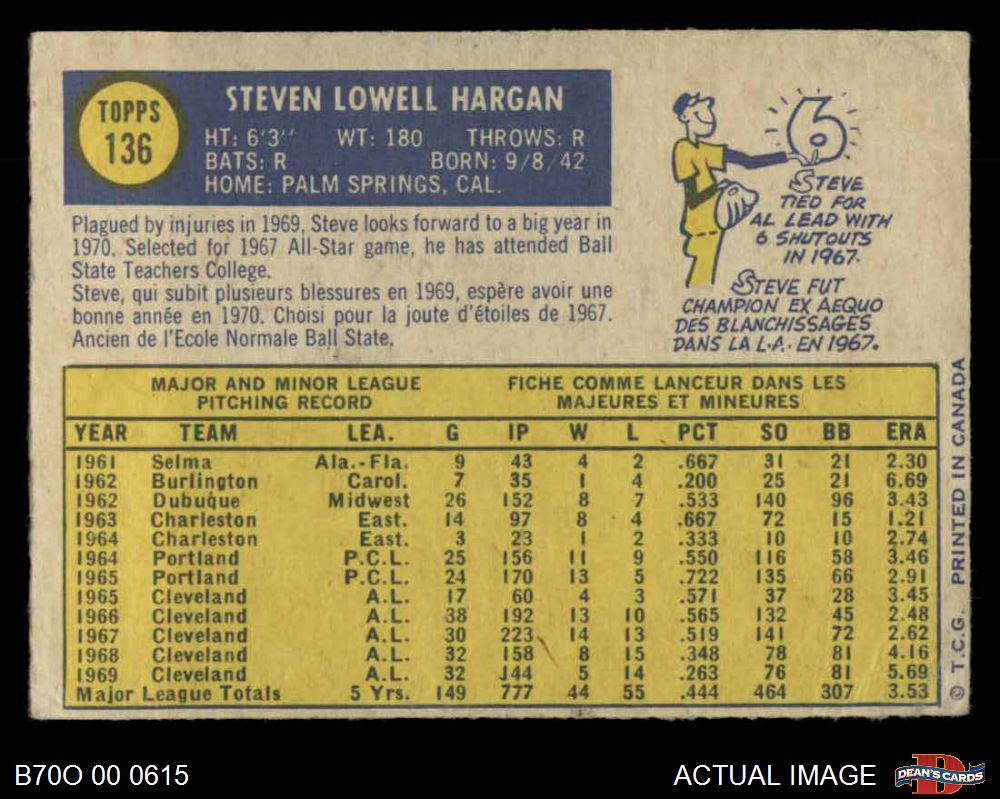 TOPPS
136
STEVEN LOWELL HARGAN
HT: 6'3'' WT: 180 THROWS: R
BATS: R BORN: 9/8/42
HOME: PALM SPRINGS, CAL.
Plagued by injuries in 1969, Steve looks forward to a big year in
1970. Selected for 1967 All-Star game, he has attended Ball
State Teachers College.
Steve, qui subit plusieurs blessures en 1969, espère avoir une
bonne année en 1970. Choisi pour la joute d'étoiles de 1967.
Ancien de l'Ecole Normale Ball State.
6
STEVE
TIED FOR
AL LEAD WITH
6 SHUTOUTS
IN 1967.
STEVE FUT
CHAMPION EX AEQUO
DES BLANCHISSAGES
DANS LA L.A. EN 1967.
MAJOR AND MINOR LEAGUE
PITCHING RECORD
FICHE COMME LANCEUR DANS LES
MAJEURES ET MINEURES
YEAR TEAM LEA. G IP W L PCT SO BB ERA
1961 Selma Ala.-Fla. 9 43 4 2 .667 31 21 2.30
1962 Burlington Carol. 7 35 1 4 .200 25 21 6.69
1962 Dubuque Midwest 26 152 8 7 .533 140 96 3.43
1963 Charleston East. 14 97 8 4 .667 72 15 1.21
1964 Charleston East. 3 23 1 2 .333 10 10 2.74
1964 Portland P.C.L. 25 156 11 9 .550 116 58 3.46
1965 Portland P.C.L. 24 170 13 5 .722 135 66 2.91
1965 Cleveland A.L. 17 60 4 3 .571 37 28 3.45
1966 Cleveland A.L. 38 192 13 10 .565 132 45 2.48
1967 Cleveland A.L. 30 223 14 13 .519 141 72 2.62
1968 Cleveland A.L. 32 158 8 15 .348 78 81 4.16
1969 Cleveland A.L. 32 144 5 14 .263 76 81 5.69
Major League Totals 5 Yrs. 149 777 44 55 .444 464 307 3.53
© T.C.G. PRINTED IN CANADA
B70O 00 0615
ACTUAL IMAGE
D
DEAN'S CARDS